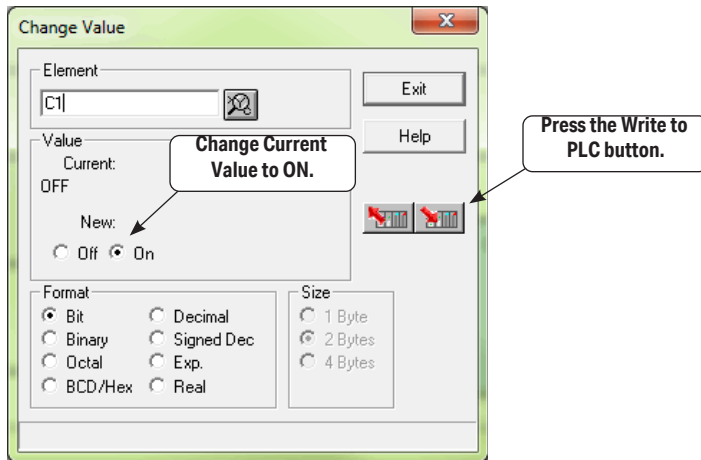 Change Value
Element
C1
Exit
Help
Value
Current:
OFF
Change Current
Value to ON.
Press the Write to
PLC button.
New:
Off On
Format
Bit
Binary
Octal
BCD/Hex
Decimal
Signed Dec
Exp.
Real
Size
1 Byte
2 Bytes
4 Bytes